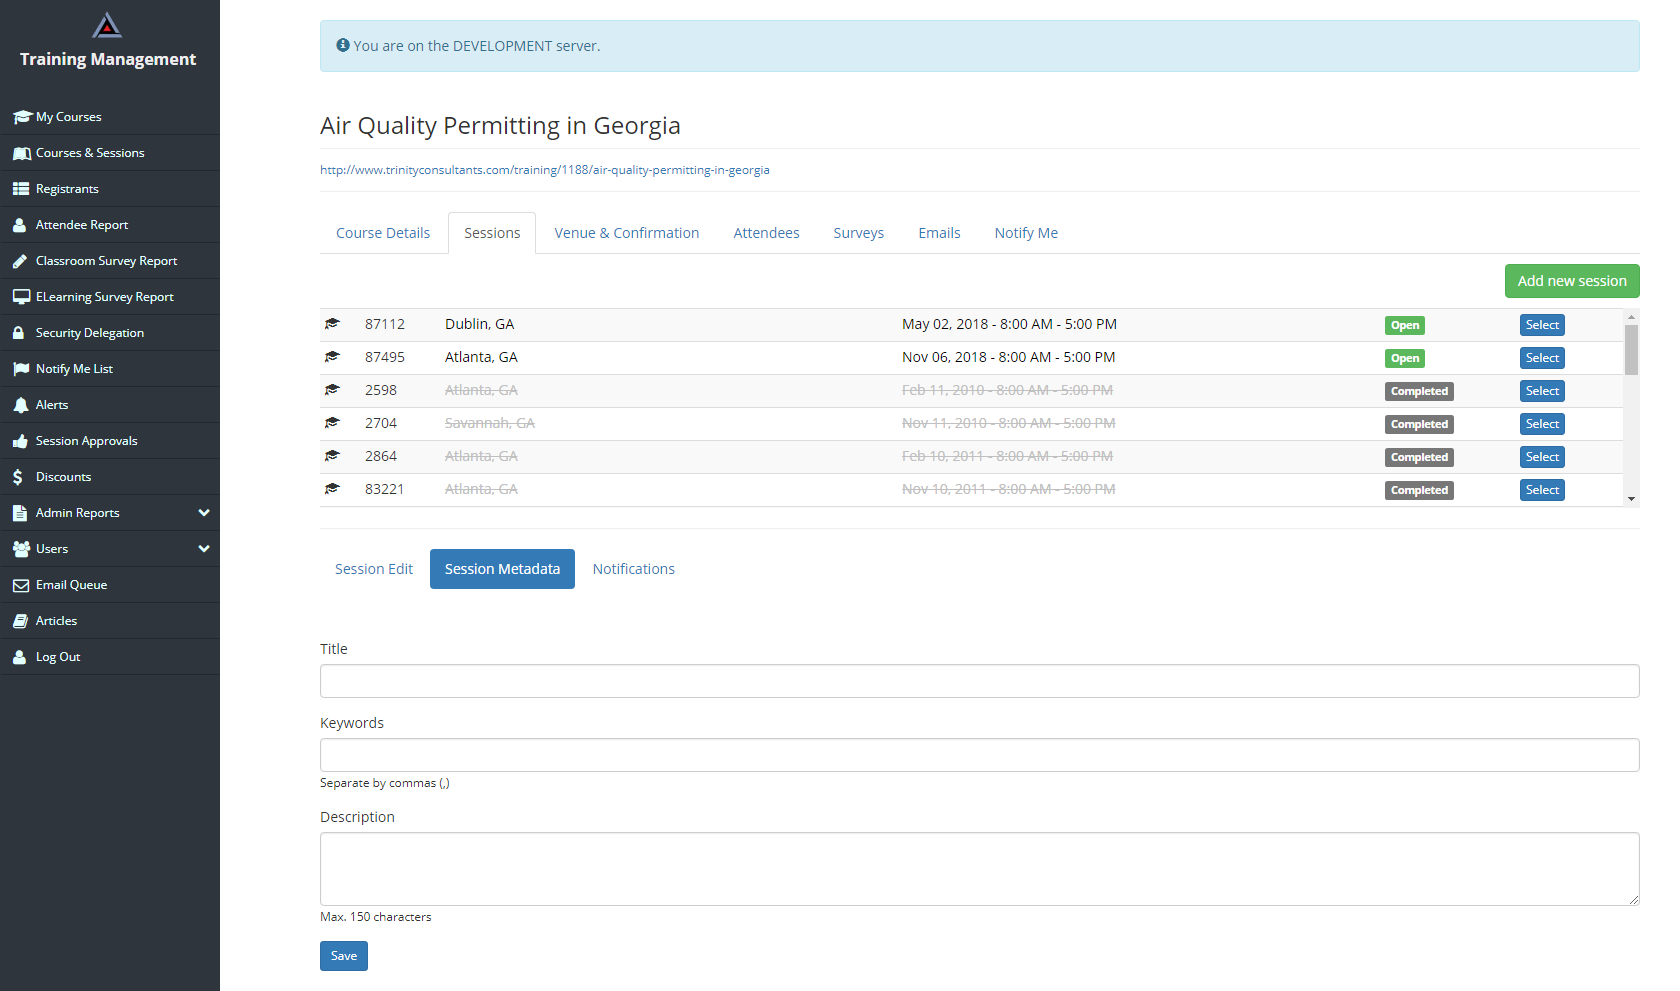 Training Management
My Courses
Courses & Sessions
Registrants
Attendee Report
Classroom Survey Report
ELearning Survey Report
Security Delegation
Notify Me List
Alerts
Session Approvals
Discounts
Admin Reports
Users
Email Queue
Articles
Log Out
You are on the DEVELOPMENT server.
Air Quality Permitting in Georgia
http://www.trinityconsultants.com/training/1188/air-quality-permitting-in-georgia
Course Details Sessions Venue & Confirmation Attendees Surveys Emails Notify Me
Add new session
87112 Dublin, GA May 02, 2018 - 8:00 AM - 5:00 PM Open Select
87495 Atlanta, GA Nov 06, 2018 - 8:00 AM - 5:00 PM Open Select
2598 Atlanta, GA Feb 11, 2010 - 8:00 AM - 5:00 PM Completed Select
2704 Savannah, GA Nov 11, 2010 - 8:00 AM - 5:00 PM Completed Select
2864 Atlanta, GA Feb 10, 2011 - 8:00 AM - 5:00 PM Completed Select
83221 Atlanta, GA Nov 10, 2011 - 8:00 AM - 5:00 PM Completed Select
Session Edit Session Metadata Notifications
Title
Keywords
Separate by commas (,)
Description
Max. 150 characters
Save